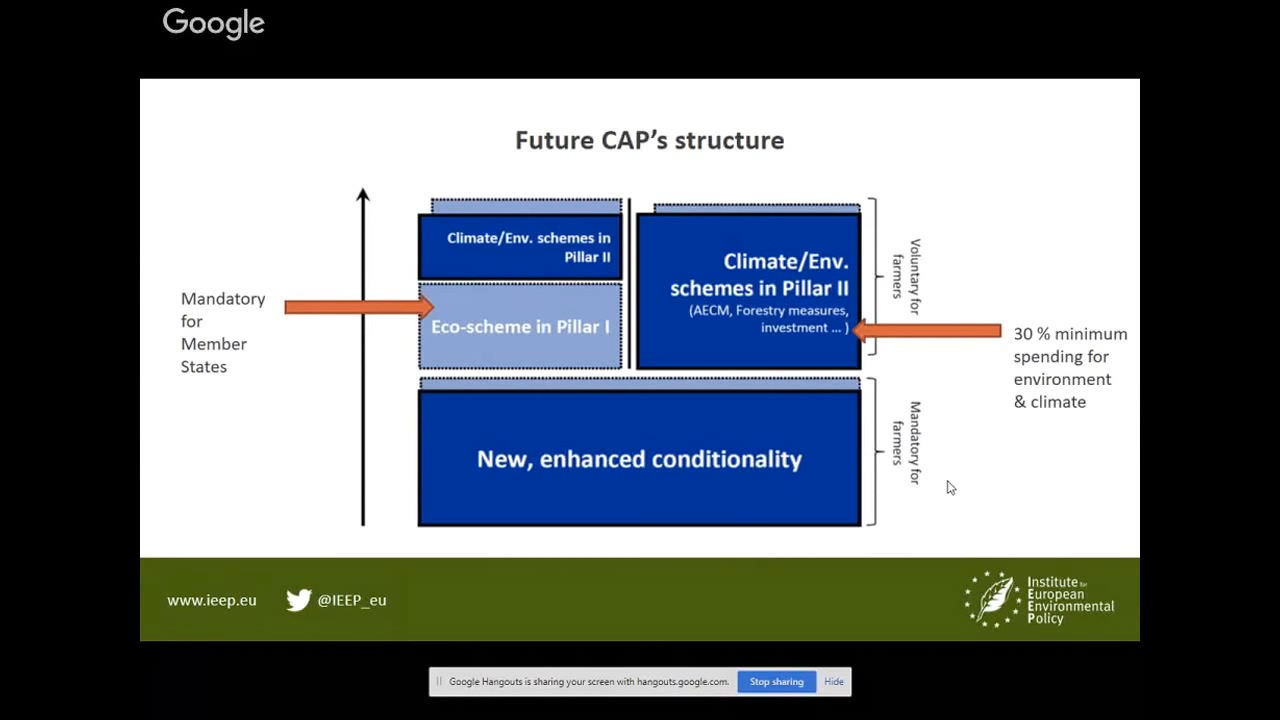 Google
Future CAP's structure
Climate/Env. schemes in
Pillar II
Eco-scheme in Pillar I
Climate/Env.
schemes in Pillar II
(AECM, Forestry measures,
investment ... )
Voluntary for
farmers
Mandatory
for
Member
States
30 % minimum
spending for
environment
& climate
New, enhanced conditionality
Mandatory for
farmers
www.ieep.eu
@IEEP_eu
Institute for
European
Environmental
Policy
Google Hangouts is sharing your screen with hangouts.google.com.
Stop sharing
Hide